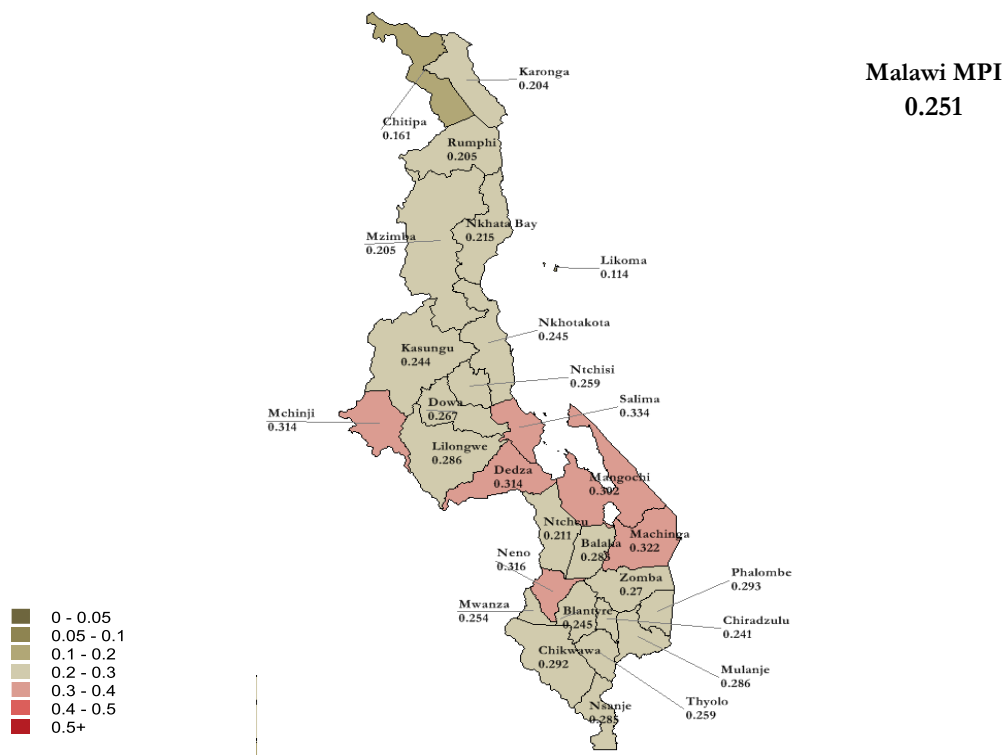 Malawi MPI
0.251
Karonga
0.204
Chitipa
0.161
Rumphi
0.205
Nkhata Bay
0.215
Mzimba
0.205
Likoma
0.114
Nkhotakota
0.245
Kasungu
0.244
Ntchisi
0.259
Salima
0.334
Dowa
0.267
Mchinji
0.314
Lilongwe
0.286
Dedza
0.314
Mangochi
0.302
Ntcheu
0.211
Machinga
0.322
Balaka
0.283
Neno
0.316
Zomba
0.27
Phalombe
0.293
Mwanza
0.254
Blantyre
0.245
Chiradzulu
0.241
Chikwawa
0.292
Mulanje
0.286
Thyolo
0.259
Nsanje
0.285
0 - 0.05
0.05 - 0.1
0.1 - 0.2
0.2 - 0.3
0.3 - 0.4
0.4 - 0.5
0.5+